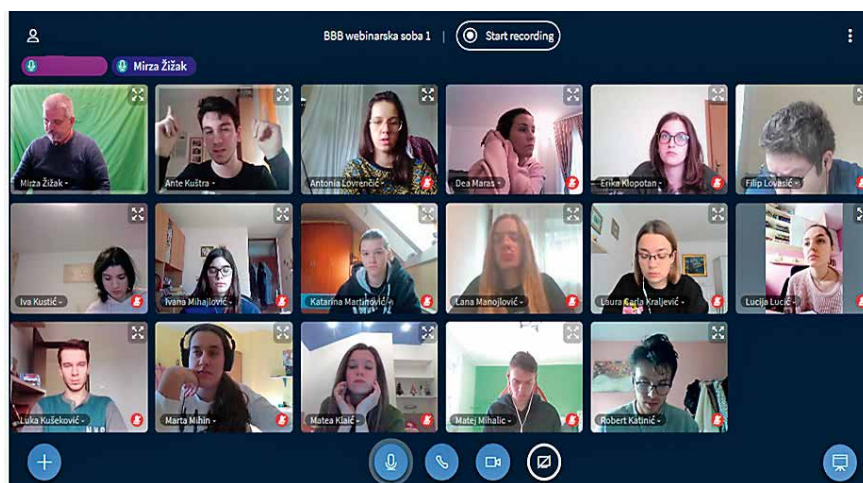 BBB webinarska soba 1 | Start recording
Mirza Žižak
Mirza Žižak
Ante Kuštra
Antonia Lovrenčić
Dea Maras
Erika Klopotan
Filip Lovasić
Iva Kustić
Ivana Mihajlović
Katarina Martinović
Lana Manojlović
Laura Carla Kraljević
Lucija Lucić
Luka Kušeković
Marta Mihin
Matea Klaić
Matej Mihalic
Robert Katinić